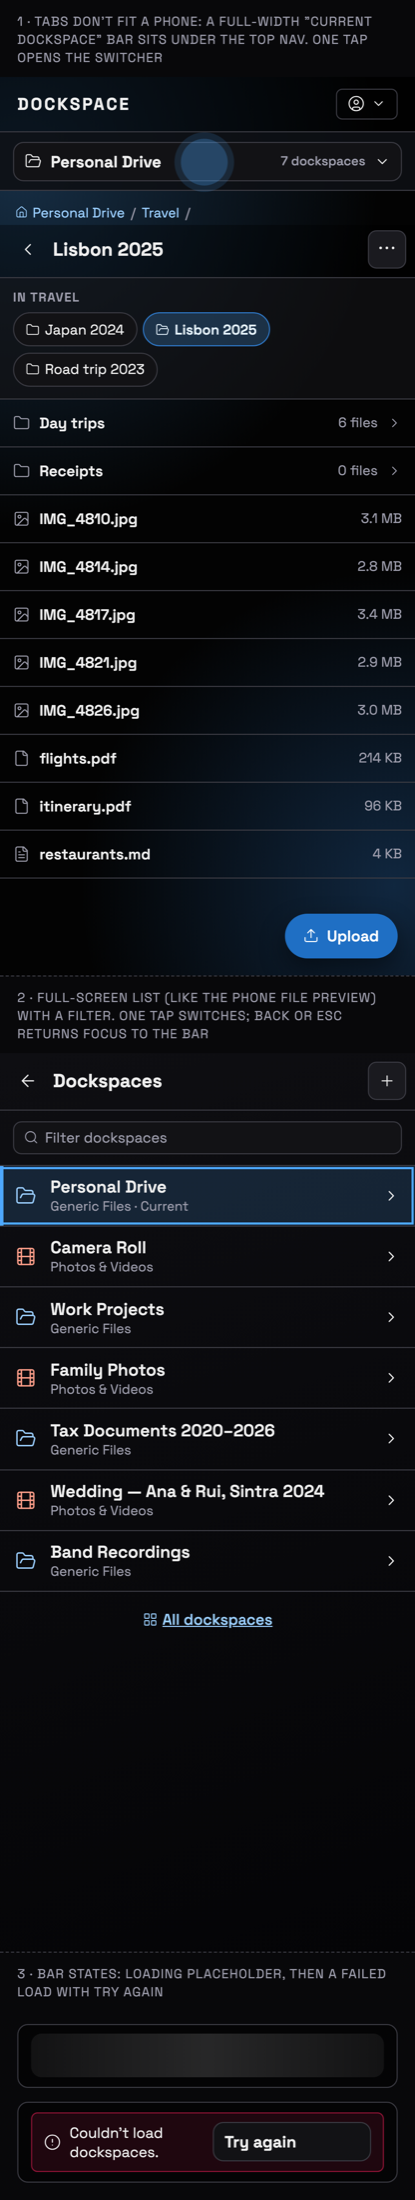 1 · TABS DON'T FIT A PHONE: A FULL-WIDTH "CURRENT
DOCKSPACE" BAR SITS UNDER THE TOP NAV. ONE TAP
OPENS THE SWITCHER
DOCKSPACE
Personal Drive 7 dockspaces
Personal Drive / Travel /
Lisbon 2025
IN TRAVEL
Japan 2024 Lisbon 2025
Road trip 2023
Day trips 6 files
Receipts 0 files
IMG_4810.jpg 3.1 MB
IMG_4814.jpg 2.8 MB
IMG_4817.jpg 3.4 MB
IMG_4821.jpg 2.9 MB
IMG_4826.jpg 3.0 MB
flights.pdf 214 KB
itinerary.pdf 96 KB
restaurants.md 4 KB
Upload
2 · FULL-SCREEN LIST (LIKE THE PHONE FILE PREVIEW)
WITH A FILTER. ONE TAP SWITCHES; BACK OR ESC
RETURNS FOCUS TO THE BAR
Dockspaces
Filter dockspaces
Personal Drive
Generic Files · Current
Camera Roll
Photos & Videos
Work Projects
Generic Files
Family Photos
Photos & Videos
Tax Documents 2020–2026
Generic Files
Wedding — Ana & Rui, Sintra 2024
Photos & Videos
Band Recordings
Generic Files
All dockspaces
3 · BAR STATES: LOADING PLACEHOLDER, THEN A FAILED
LOAD WITH TRY AGAIN
Couldn't load
dockspaces.
Try again